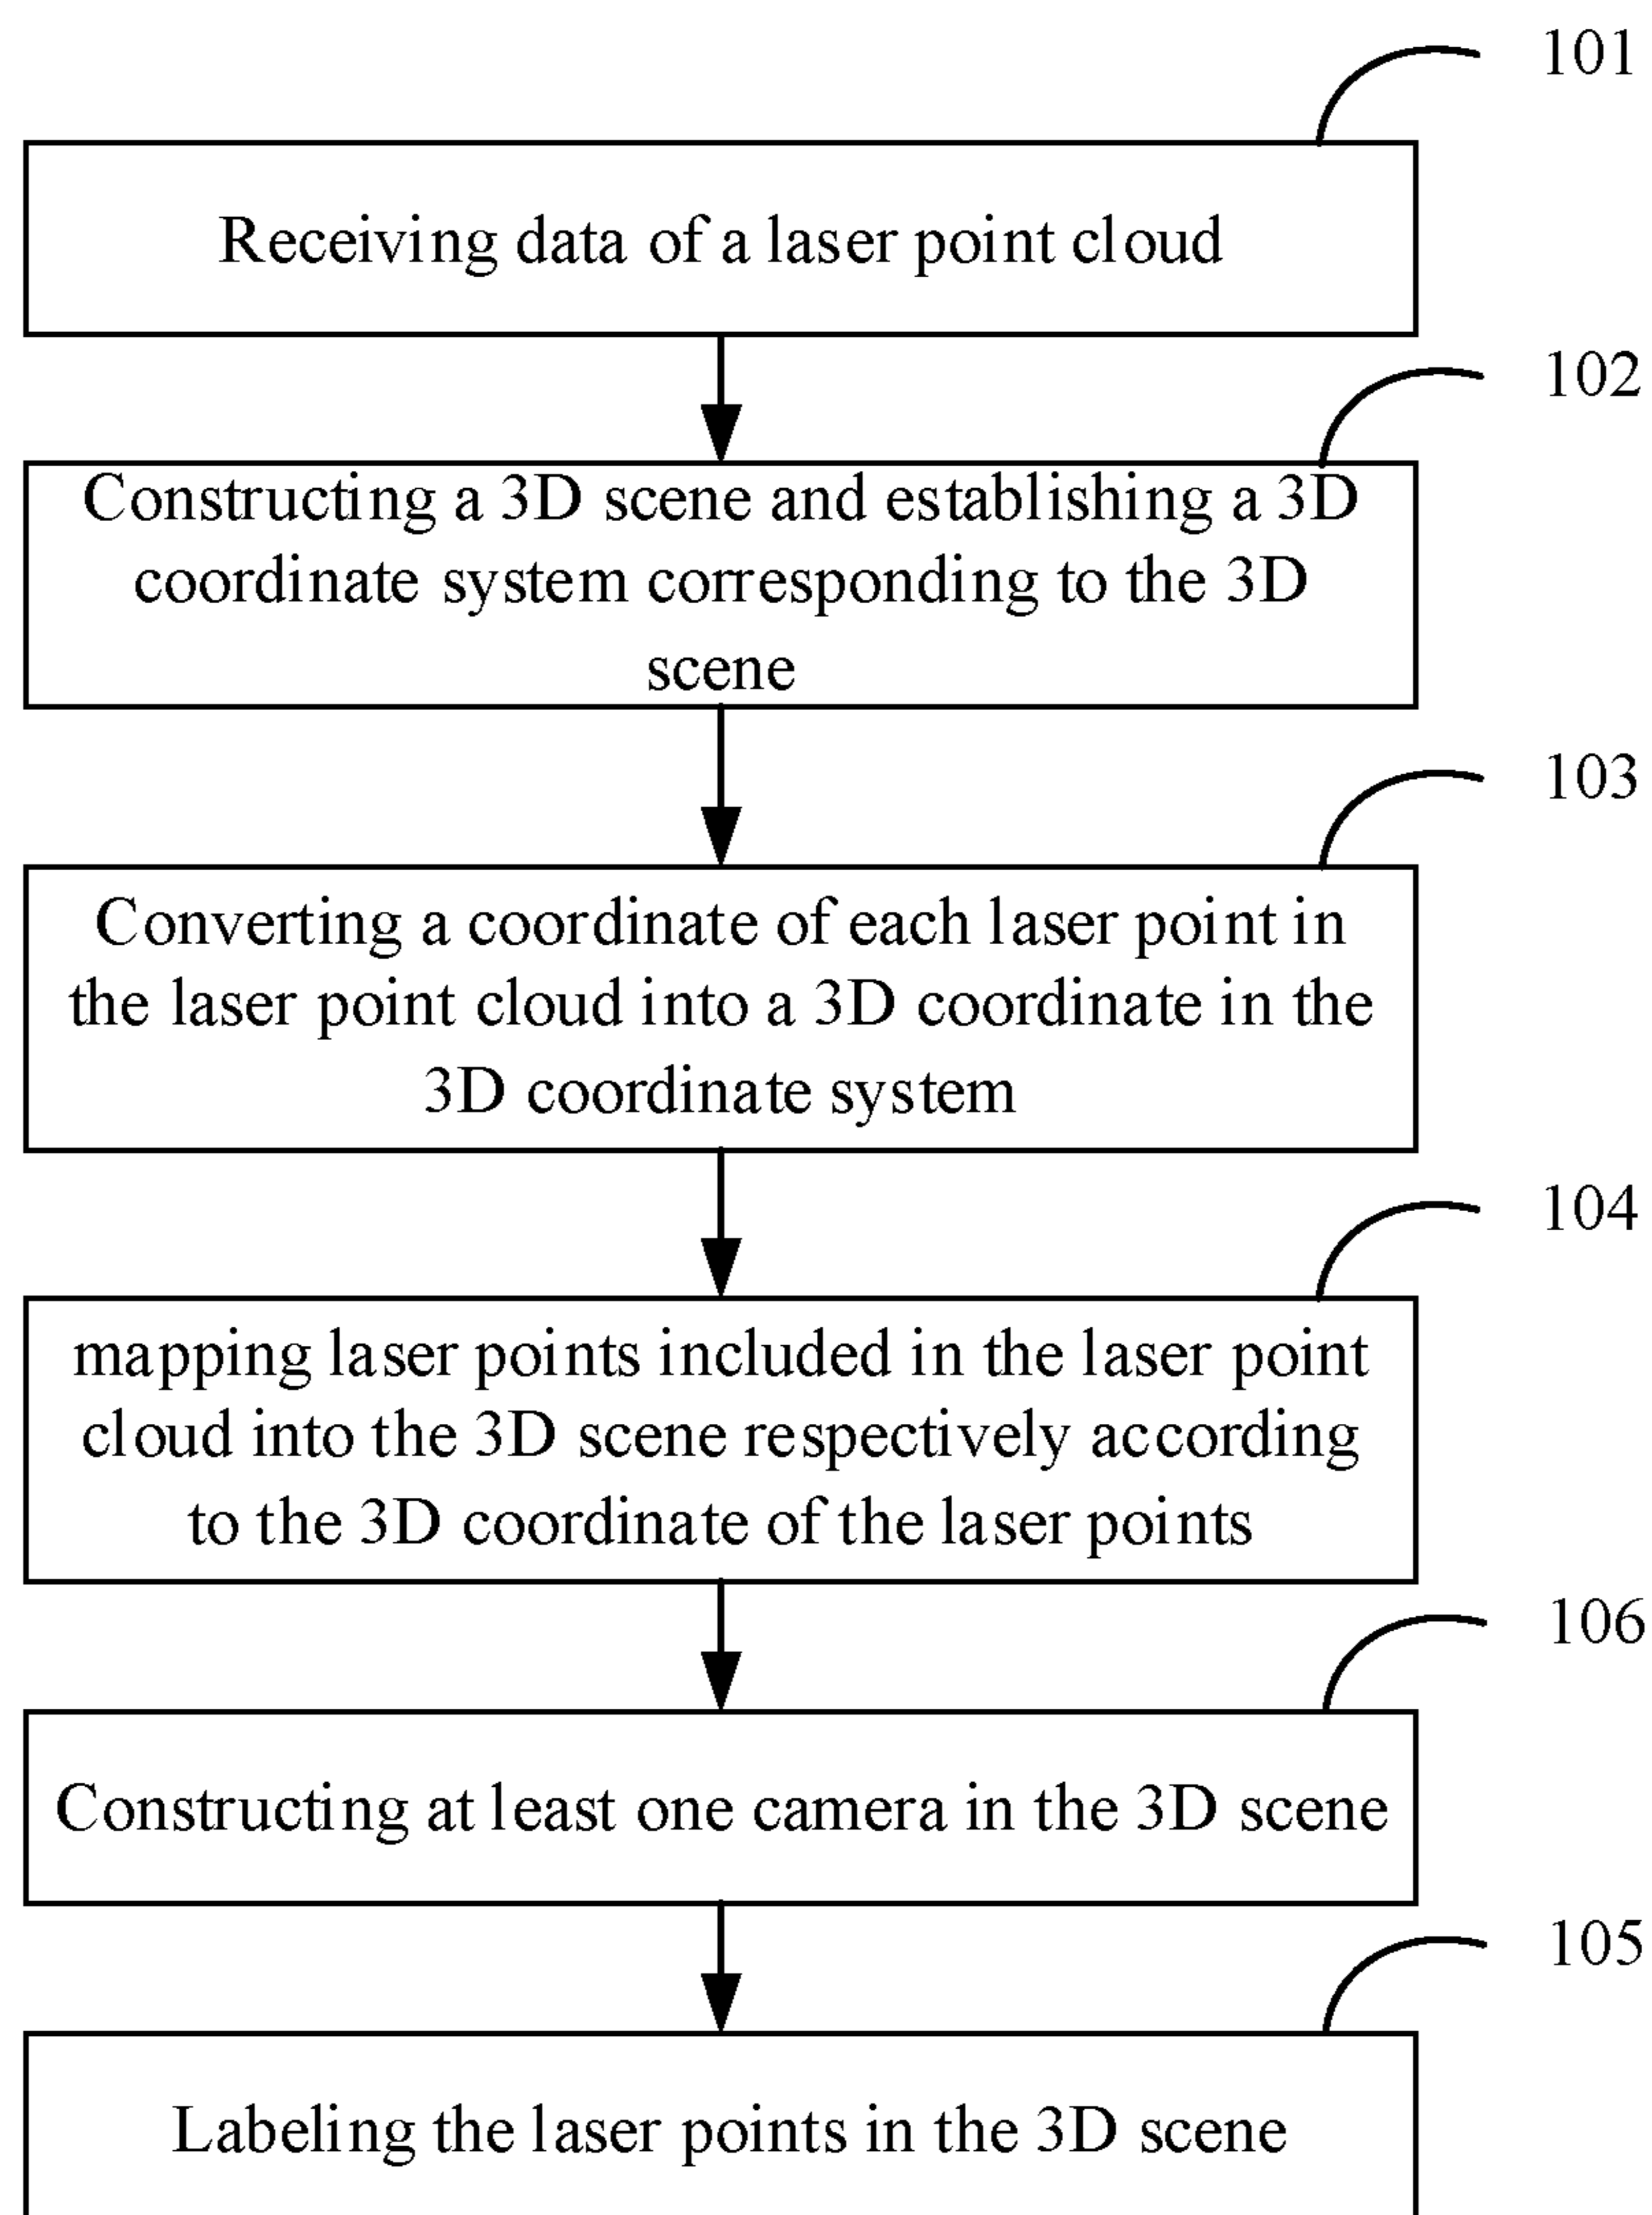 101
Receiving data of a laser point cloud
102
Constructing a 3D scene and establishing a 3D
coordinate system corresponding to the 3D
scene
103
Converting a coordinate of each laser point in
the laser point cloud into a 3D coordinate in the
3D coordinate system
104
mapping laser points included in the laser point
cloud into the 3D scene respectively according
to the 3D coordinate of the laser points
106
Constructing at least one camera in the 3D scene
105
Labeling the laser points in the 3D scene